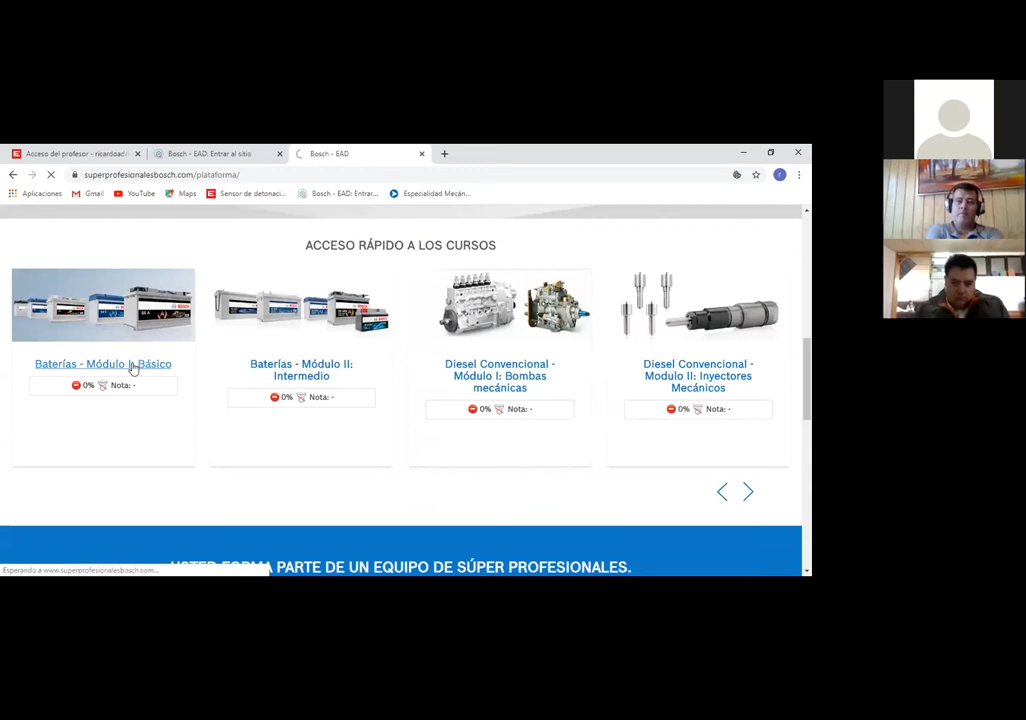 Acceso del profesor - ricardoadr
Bosch - EAD: Entrar al sitio
Bosch - EAD
superprofesionalesbosch.com/plataforma/
Aplicaciones
Gmail
YouTube
Maps
Sensor de detonaci...
Bosch - EAD: Entrar...
Especialidad Mecán...
ACCESO RÁPIDO A LOS CURSOS
Baterías - Módulo I: Básico
0% Nota: -
Baterías - Módulo II:
Intermedio
0% Nota: -
Diesel Convencional -
Módulo I: Bombas
mecánicas
0% Nota: -
Diesel Convencional -
Modulo II: Inyectores
Mecánicos
0% Nota: -
USTED FORMA PARTE DE UN EQUIPO DE SÚPER PROFESIONALES.
Esperando a www.superprofesionalesbosch.com...